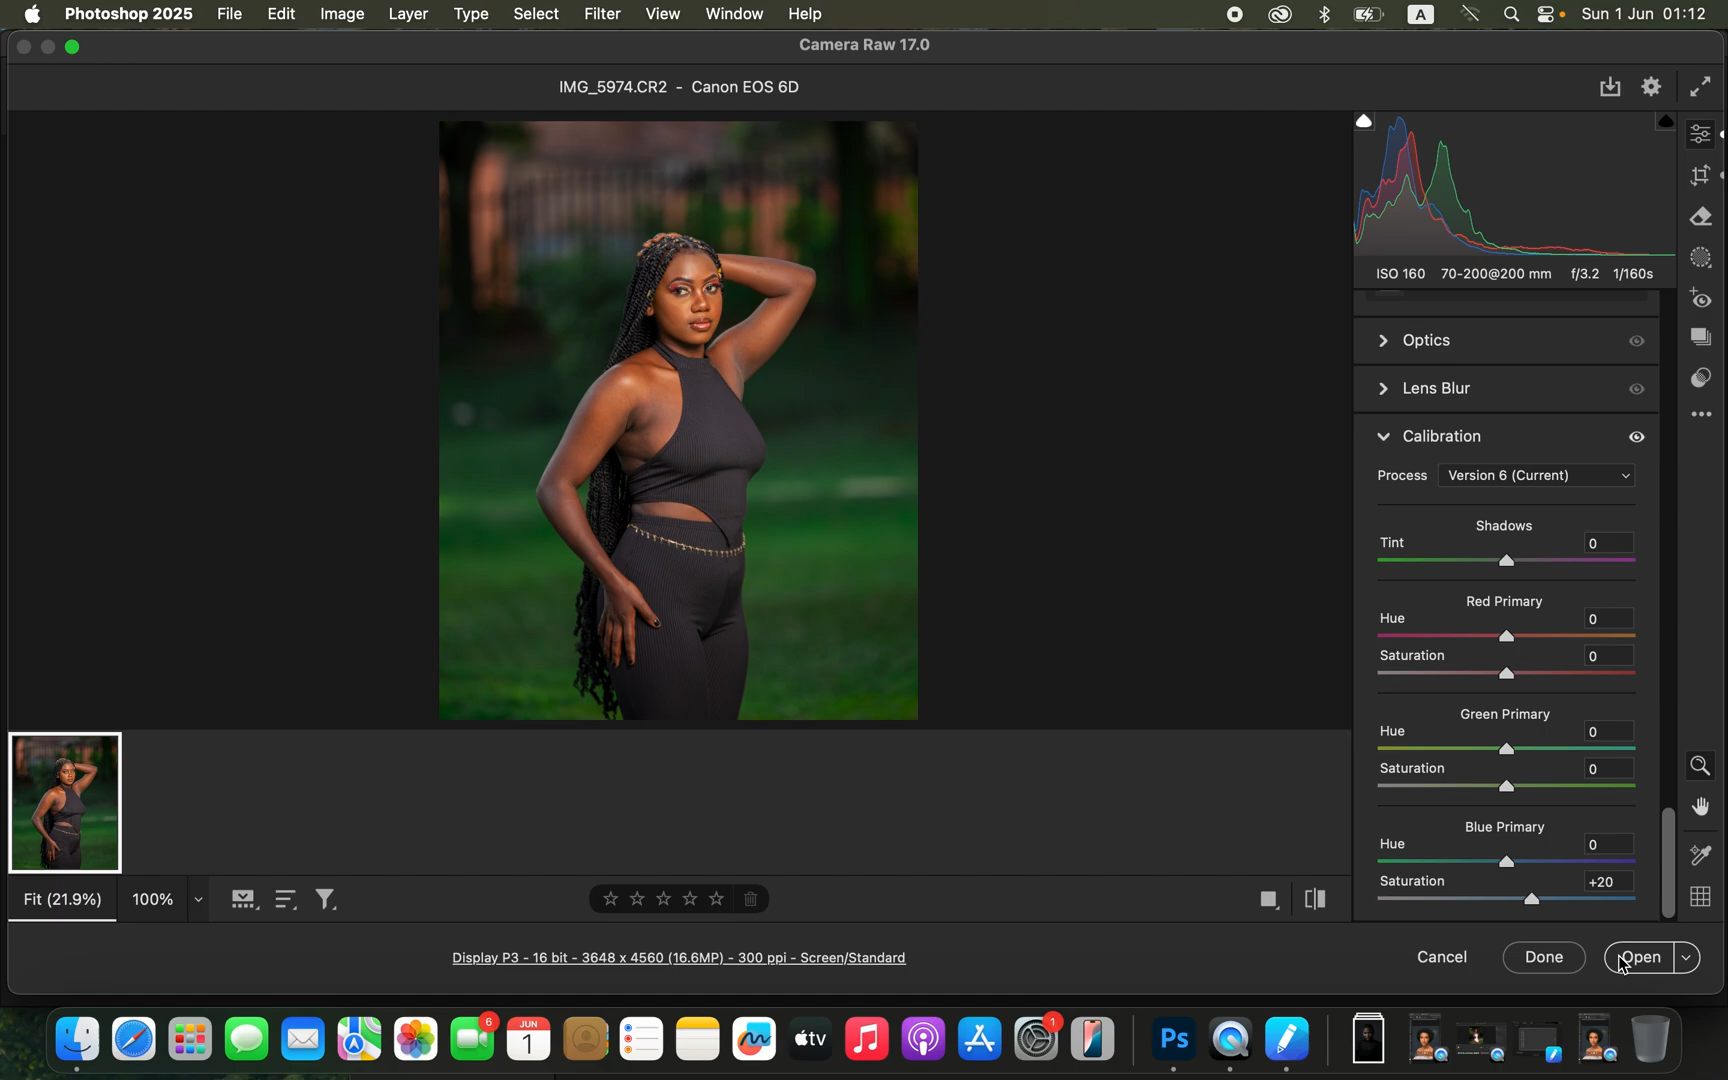 Photoshop 2025 File Edit Image Layer Type Select Filter View Window Help A Sun 1 Jun 01:12
Camera Raw 17.0
IMG_5974.CR2 - Canon EOS 6D
ISO 160 70-200@200 mm f/3.2 1/160s
Optics
Lens Blur
Calibration
Process Version 6 (Current)
Shadows
Tint 0
Red Primary
Hue 0
Saturation 0
Green Primary
Hue 0
Saturation 0
Blue Primary
Hue 0
Saturation +20
Fit (21.9%) 100%
Display P3 - 16 bit - 3648 x 4560 (16.6MP) - 300 ppi - Screen/Standard
Cancel Done Open
6 JUN 1 tv 1 Ps